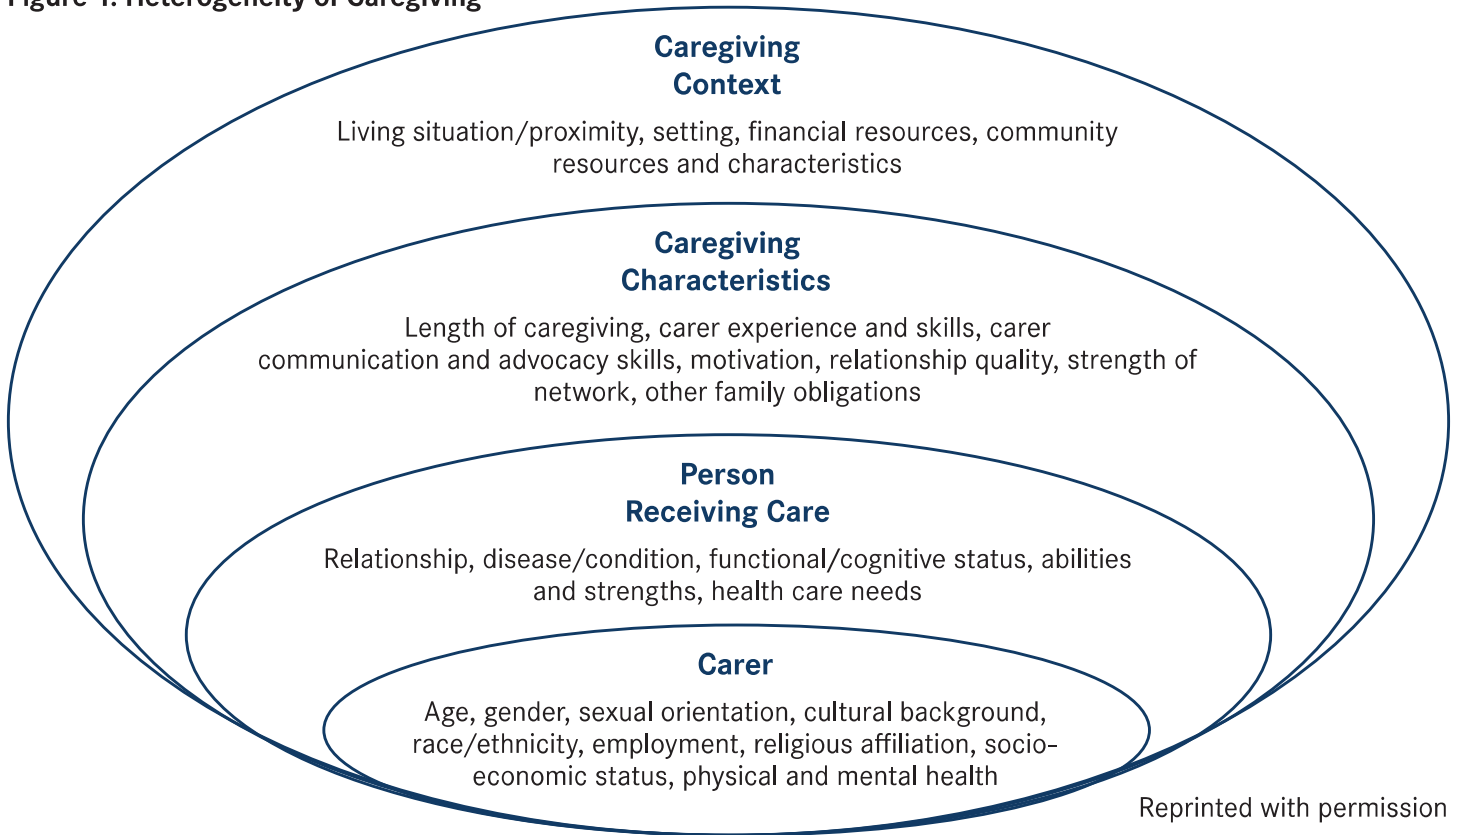 Heterogeneity of Caregiving
Caregiving
Context
Living situation/proximity, setting, financial resources, community
resources and characteristics
Caregiving
Characteristics
Length of caregiving, carer experience and skills, carer
communication and advocacy skills, motivation, relationship quality, strength of
network, other family obligations
Person
Receiving Care
Relationship, disease/condition, functional/cognitive status, abilities
and strengths, health care needs
Carer
Age, gender, sexual orientation, cultural background,
race/ethnicity, employment, religious affiliation, socio-
economic status, physical and mental health
Reprinted with permission